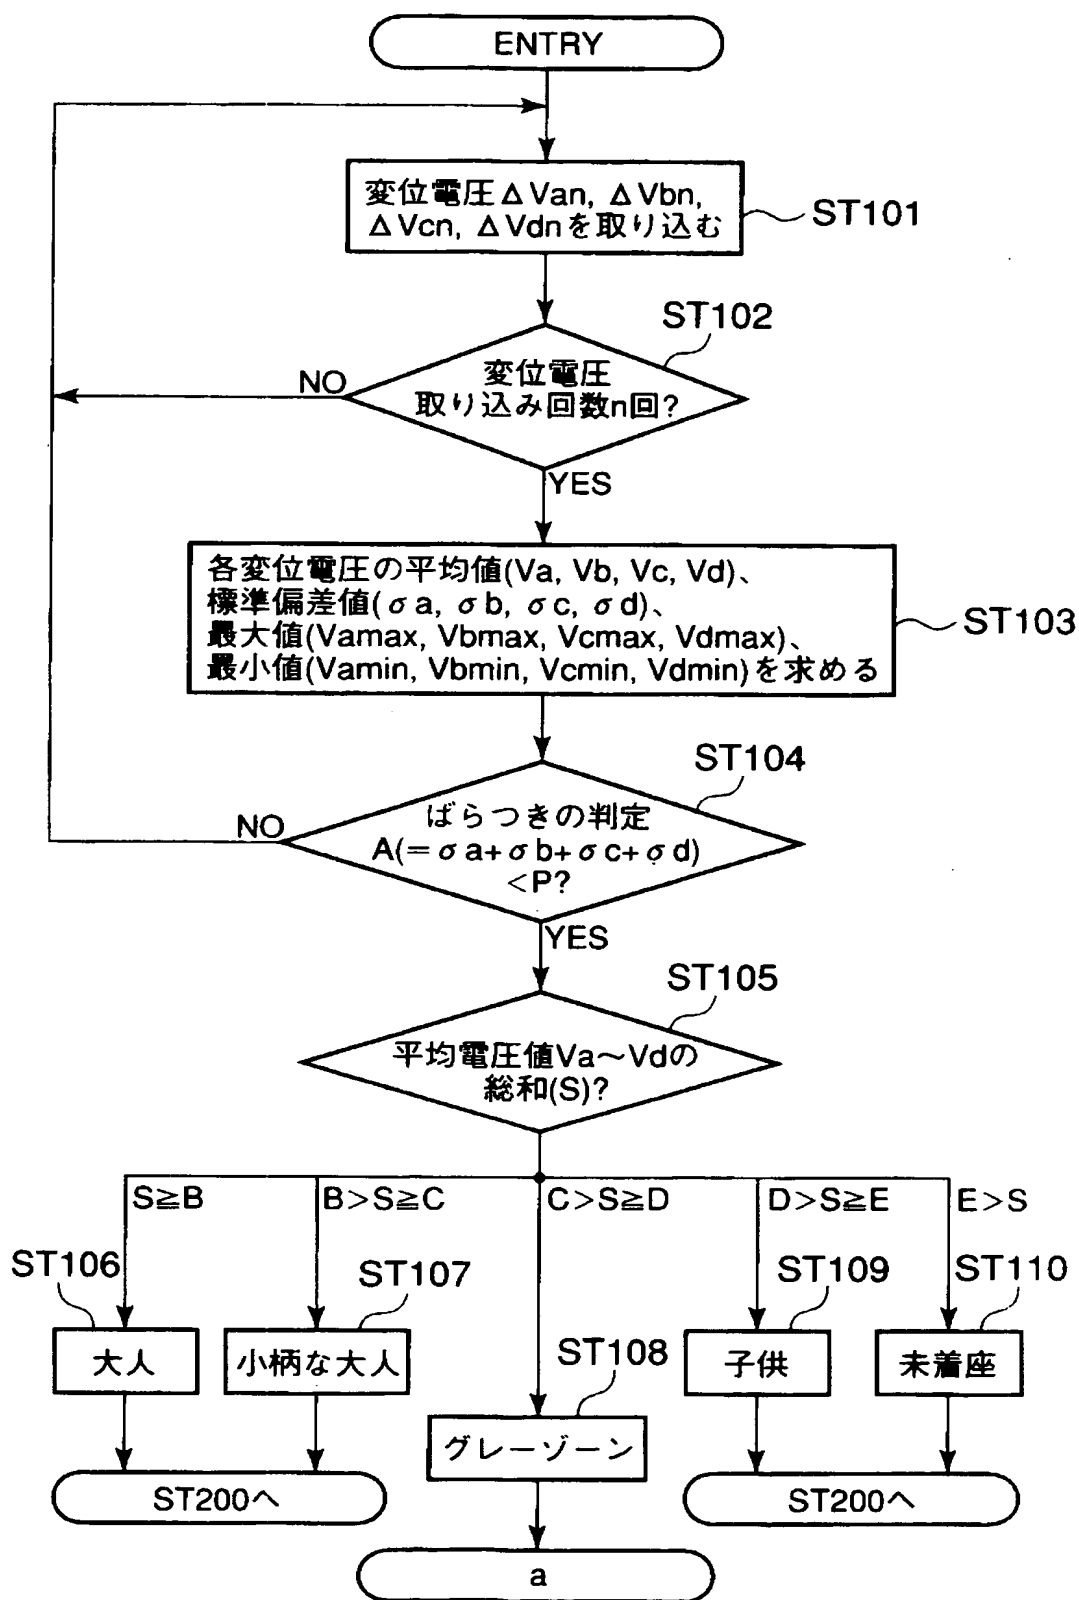 ENTRY
変位電圧ΔVan, ΔVbn,
ΔVcn, ΔVdnを取り込む
ST101
ST102
変位電圧
取り込み回数n回?
NO
YES
各変位電圧の平均値(Va, Vb, Vc, Vd)、
標準偏差値(σa, σb, σc, σd)、
最大値(Vamax, Vbmax, Vcmax, Vdmax)、
最小値(Vamin, Vbmin, Vcmin, Vdmin)を求める
ST103
ST104
ばらつきの判定
A(=σa+σb+σc+σd)
<P?
NO
YES
ST105
平均電圧値Va～Vdの
総和(S)?
S≧B
B>S≧C
C>S≧D
D>S≧E
E>S
ST106
ST107
ST108
ST109
ST110
大人
小柄な大人
グレーゾーン
子供
未着座
ST200へ
ST200へ
a